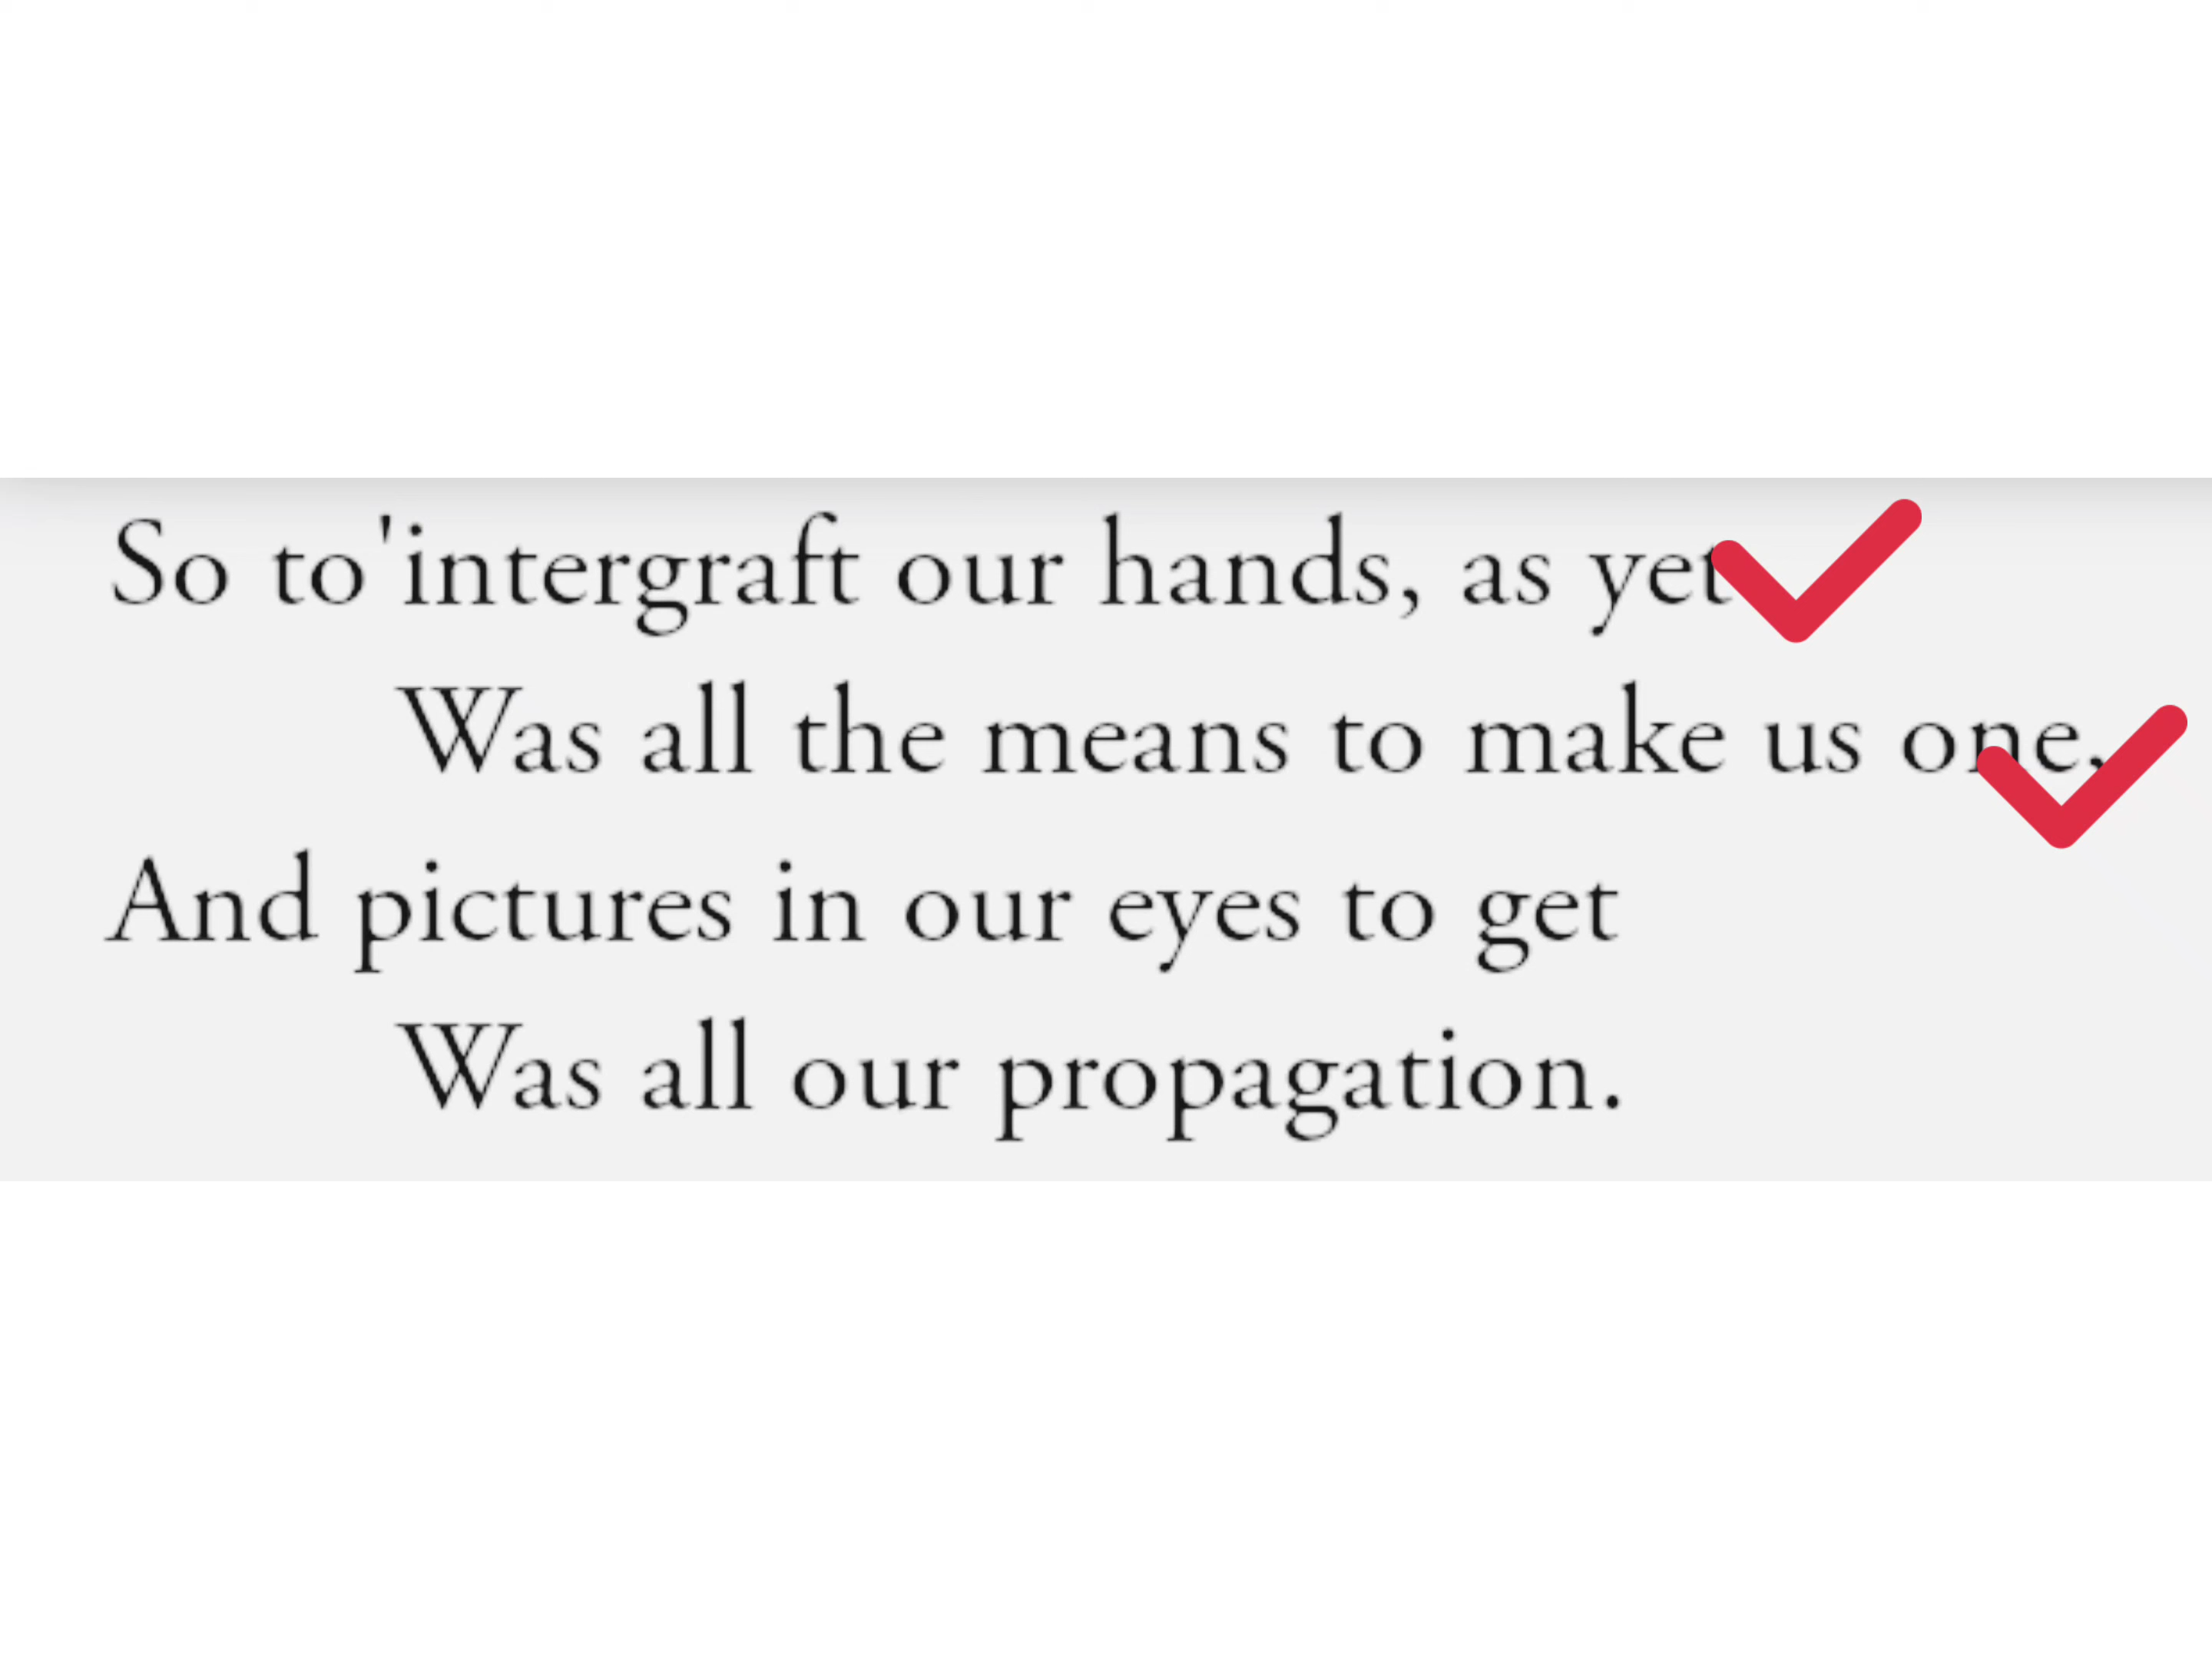 So to'intergraft our hands, as yet
Was all the means to make us one,
And pictures in our eyes to get
Was all our propagation.